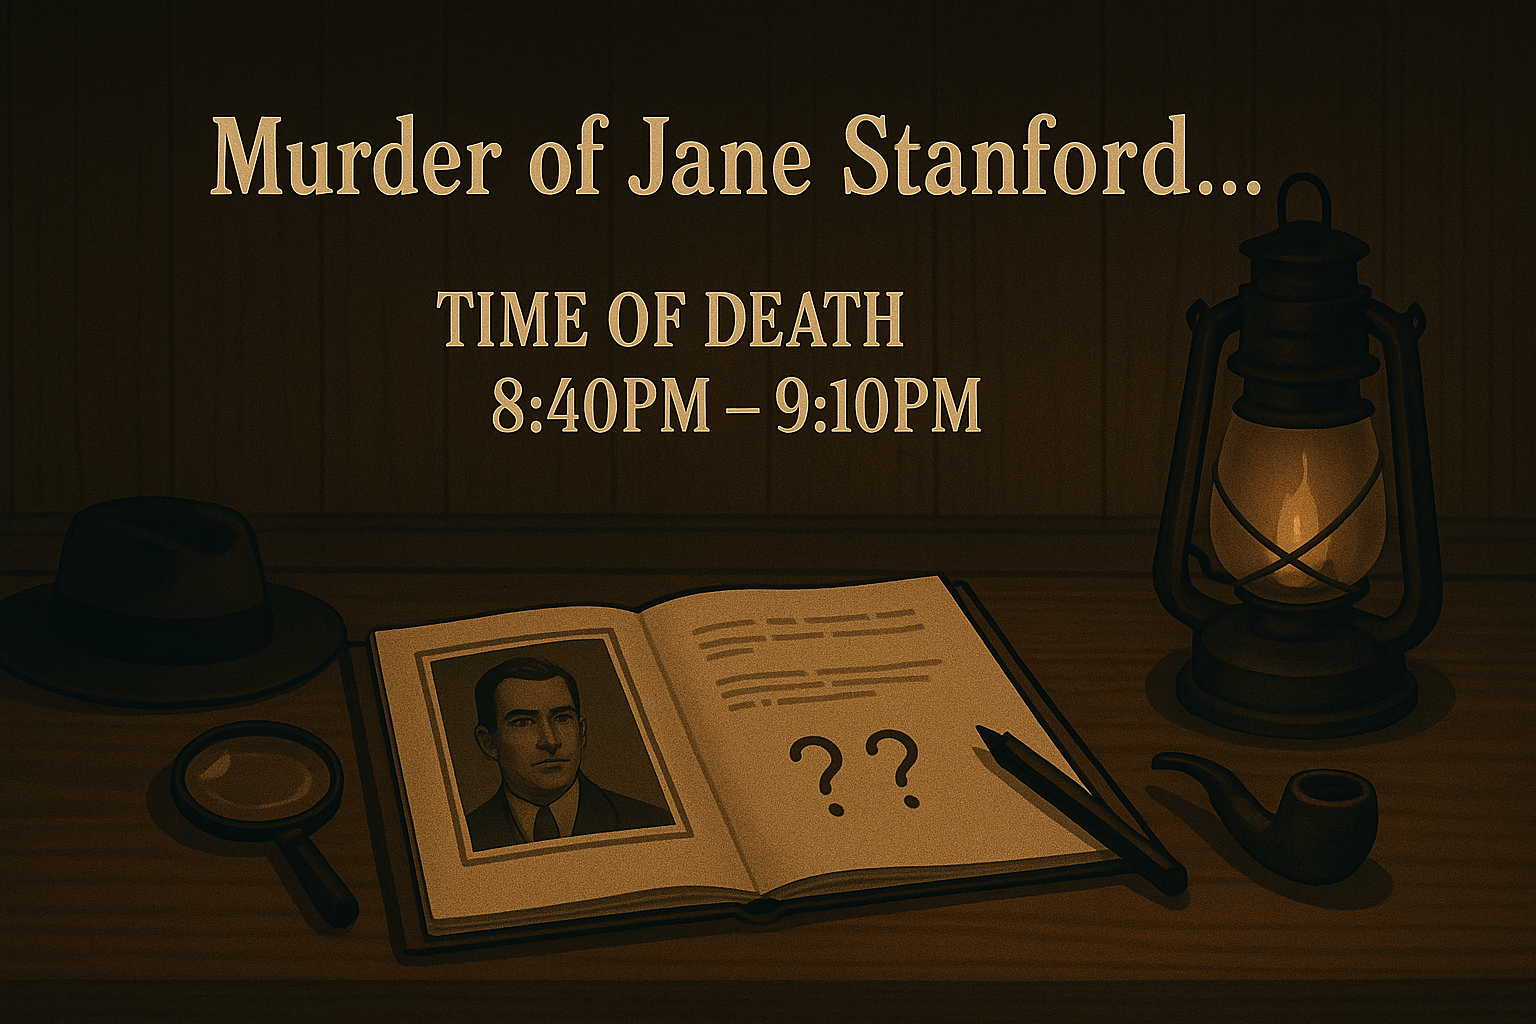 Murder of Jane Stanford...
TIME OF DEATH
8:40PM – 9:10PM
??